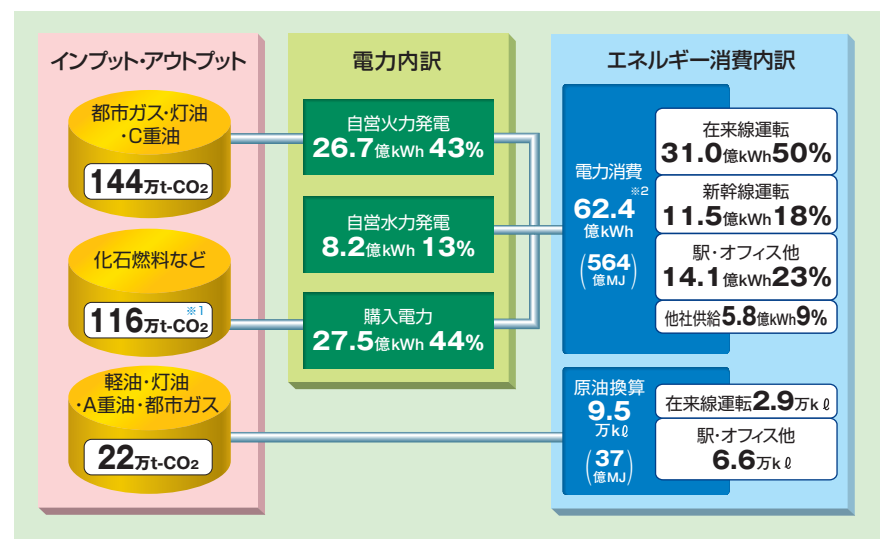 インプット・アウトプット
都市ガス・灯油
・C重油
144万t-CO2
化石燃料など
※1
116万t-CO2
軽油・灯油
・A重油・都市ガス
22万t-CO2
電力内訳
自営火力発電
26.7億kWh 43%
自営水力発電
8.2億kWh 13%
購入電力
27.5億kWh 44%
エネルギー消費内訳
電力消費
※2
62.4
億kWh
(564
億MJ)
在来線運転
31.0億kWh50%
新幹線運転
11.5億kWh18%
駅・オフィス他
14.1億kWh23%
他社供給5.8億kWh9%
原油換算
9.5
万kℓ
(37
億MJ)
在来線運転2.9万kℓ
駅・オフィス他
6.6万kℓ